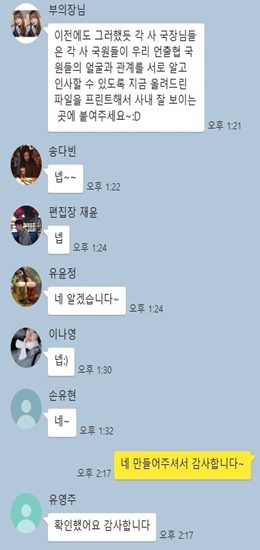 부의장님
이전에도 그러했듯 각 사 국장님들
은 각 사 국원들이 우리 언출협 국
원들의 얼굴과 관계를 서로 알고
인사할 수 있도록 지금 올려드린
파일을 프린트해서 사내 잘 보이는
곳에 붙여주세요~:D
오후 1:21
송다빈
넵~~
오후 1:22
편집장 재윤
넵
오후 1:24
유윤정
네 알겠습니다~
오후 1:24
이나영
넵;)
오후 1:30
손유현
네~
오후 1:32
네 만들어주셔서 감사합니다~
오후 2:17
유영주
확인했어요 감사합니다
오후 2:17